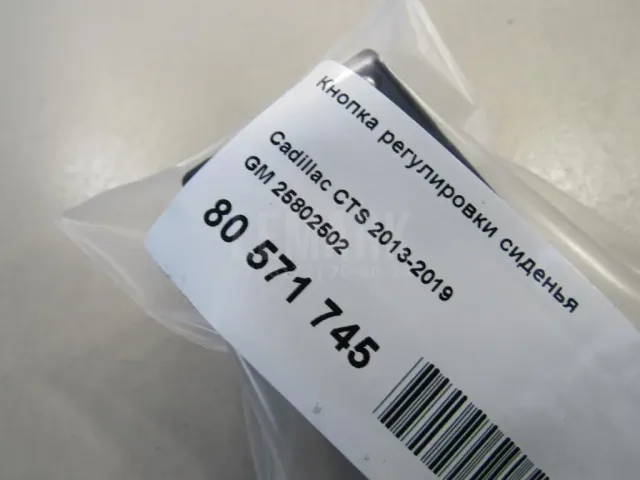 Кнопка регулировки сиденья
Cadillac CTS 2013-2019
GM 25802502
80 571 745